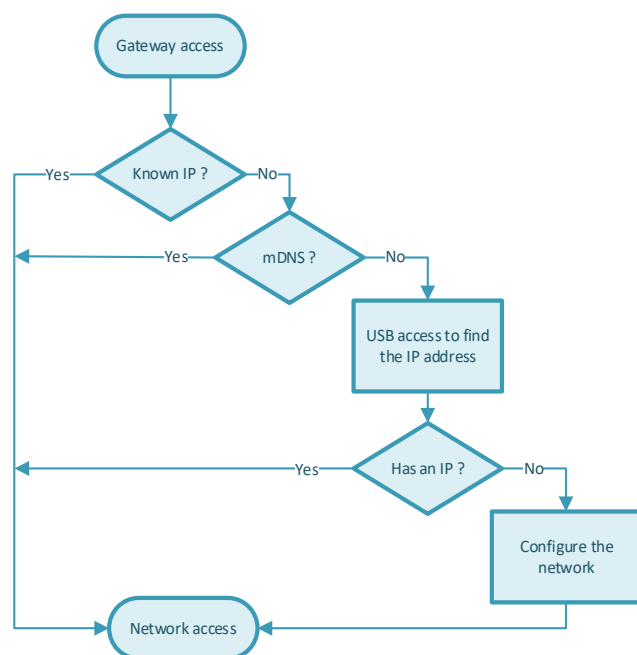 Gateway access
Known IP ?
Yes
No
mDNS ?
Yes
No
USB access to find
the IP address
Has an IP ?
Yes
No
Configure the
network
Network access